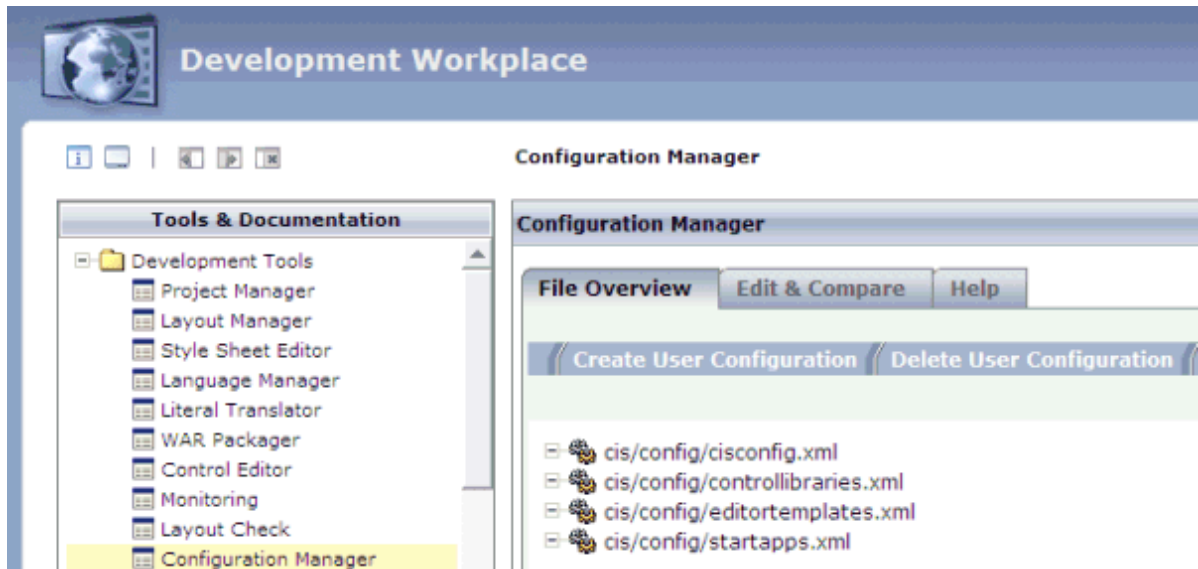 Development Workplace
Configuration Manager
Tools & Documentation
Development Tools
Project Manager
Layout Manager
Style Sheet Editor
Language Manager
Literal Translator
WAR Packager
Control Editor
Monitoring
Layout Check
Configuration Manager
Configuration Manager
File Overview Edit & Compare Help
Create User Configuration Delete User Configuration
cis/config/cisconfig.xml
cis/config/controllibraries.xml
cis/config/editortemplates.xml
cis/config/startapps.xml